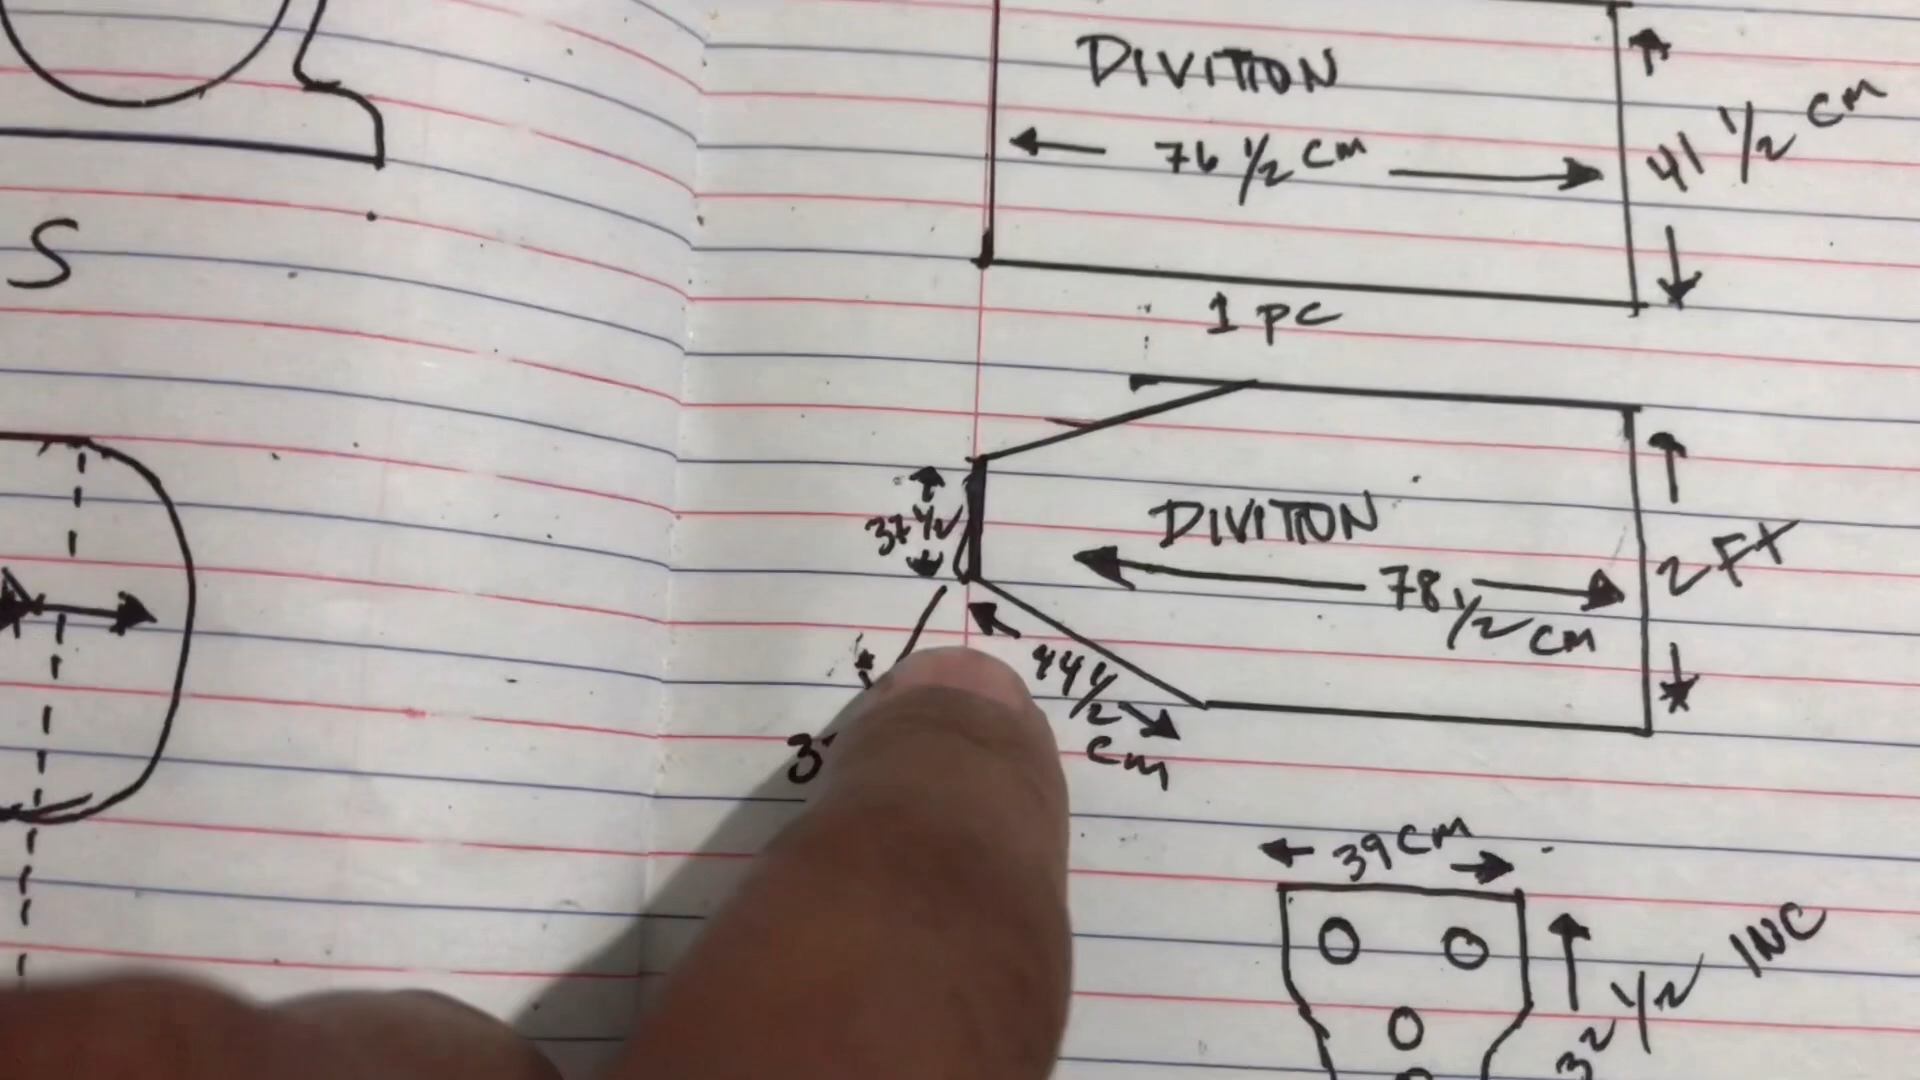 DIVITION
76 1/2 CM
41 1/2 CM
S
1 PC
37 1/2
DIVITION
78 1/2 CM
2 FT
44 1/2
CM
39 CM
32 1/2 INC